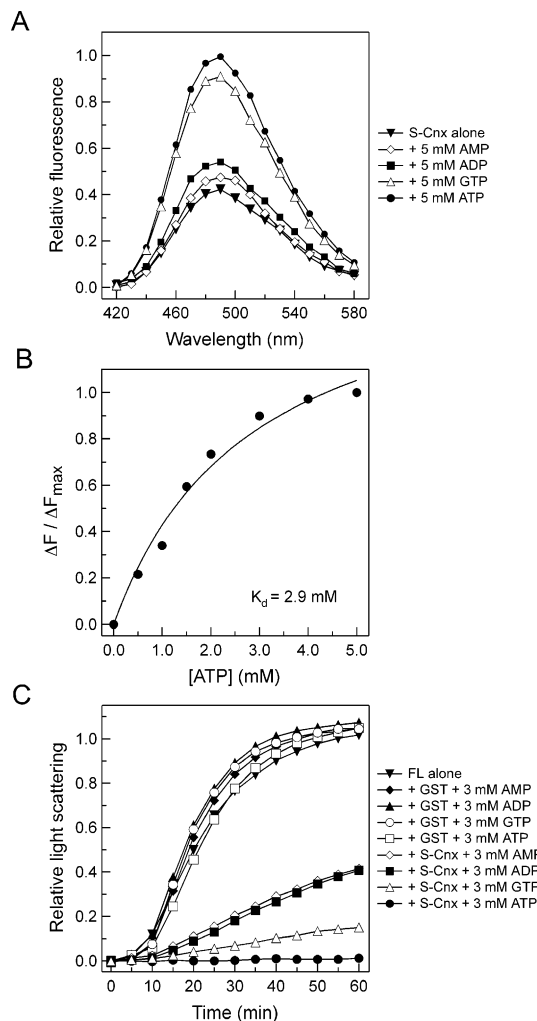 A
Relative fluorescence
1.0
0.8
0.6
0.4
0.2
0.0
420
460
500
540
580
Wavelength (nm)
S-Cnx alone
+ 5 mM AMP
+ 5 mM ADP
+ 5 mM GTP
+ 5 mM ATP
B
ΔF / ΔFmax
1.0
0.8
0.6
0.4
0.2
0.0
Kd = 2.9 mM
0.0
1.0
2.0
3.0
4.0
5.0
[ATP] (mM)
C
Relative light scattering
1.0
0.8
0.6
0.4
0.2
0.0
0
10
20
30
40
50
60
Time (min)
FL alone
+ GST + 3 mM AMP
+ GST + 3 mM ADP
+ GST + 3 mM GTP
+ GST + 3 mM ATP
+ S-Cnx + 3 mM AMP
+ S-Cnx + 3 mM ADP
+ S-Cnx + 3 mM GTP
+ S-Cnx + 3 mM ATP